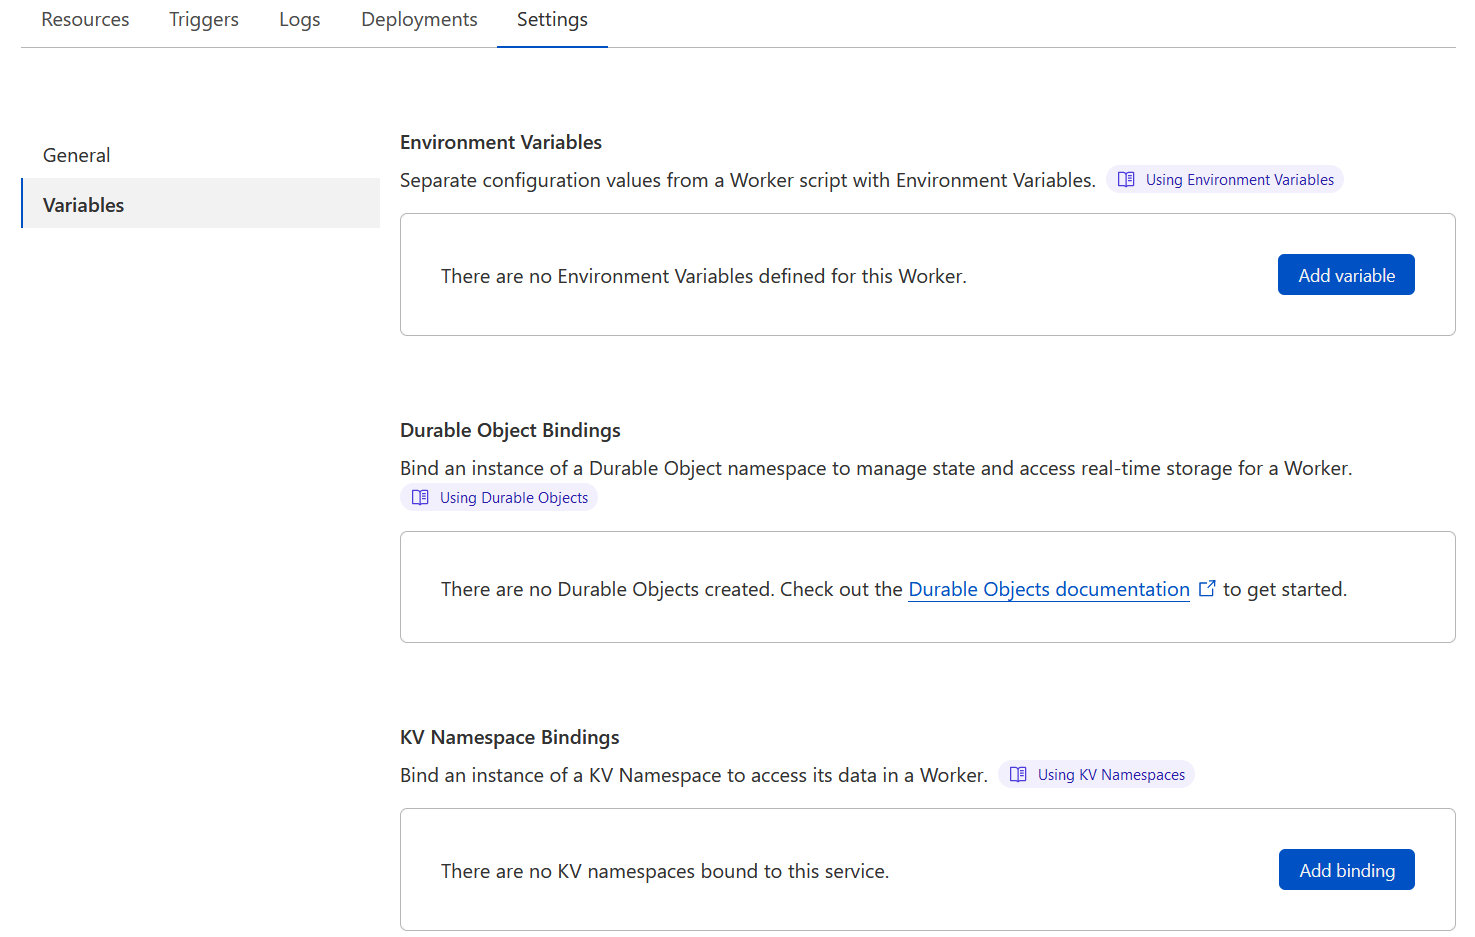 Resources Triggers Logs Deployments Settings
General
Variables
Environment Variables
Separate configuration values from a Worker script with Environment Variables. Using Environment Variables
There are no Environment Variables defined for this Worker. Add variable
Durable Object Bindings
Bind an instance of a Durable Object namespace to manage state and access real-time storage for a Worker.
Using Durable Objects
There are no Durable Objects created. Check out the Durable Objects documentation to get started.
KV Namespace Bindings
Bind an instance of a KV Namespace to access its data in a Worker. Using KV Namespaces
There are no KV namespaces bound to this service. Add binding